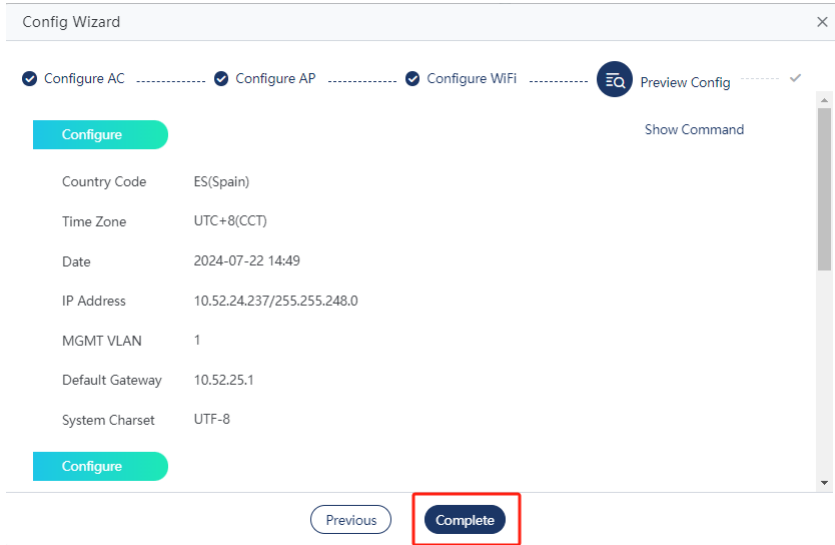 Config Wizard
Configure AC Configure AP Configure WiFi Preview Config
Configure Show Command
Country Code ES(Spain)
Time Zone UTC+8(CCT)
Date 2024-07-22 14:49
IP Address 10.52.24.237/255.255.248.0
MGMT VLAN 1
Default Gateway 10.52.25.1
System Charset UTF-8
Configure
Previous Complete